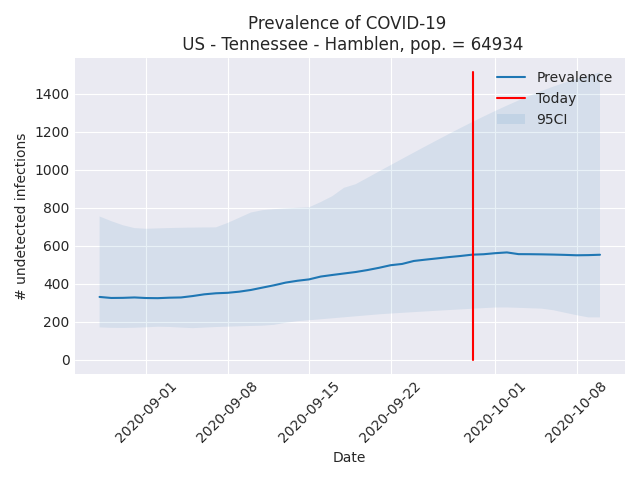 Prevalence of COVID-19
US - Tennessee - Hamblen, pop. = 64934
Prevalence
Today
95CI
1400
1200
1000
800
600
400
200
0
# undetected infections
2020-09-01
2020-09-08
2020-09-15
2020-09-22
2020-10-01
2020-10-08
Date